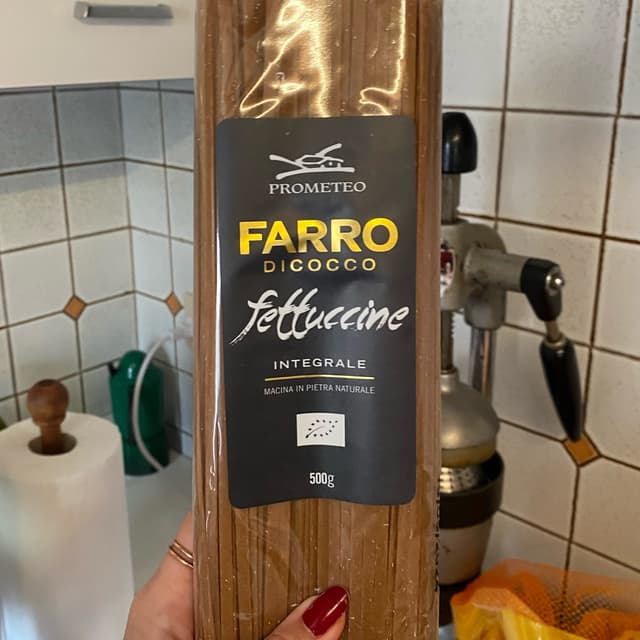 PROMETEO
FARRO
DICOCCO
fettuccine
INTEGRALE
MACINA IN PIETRA NATURALE
500g